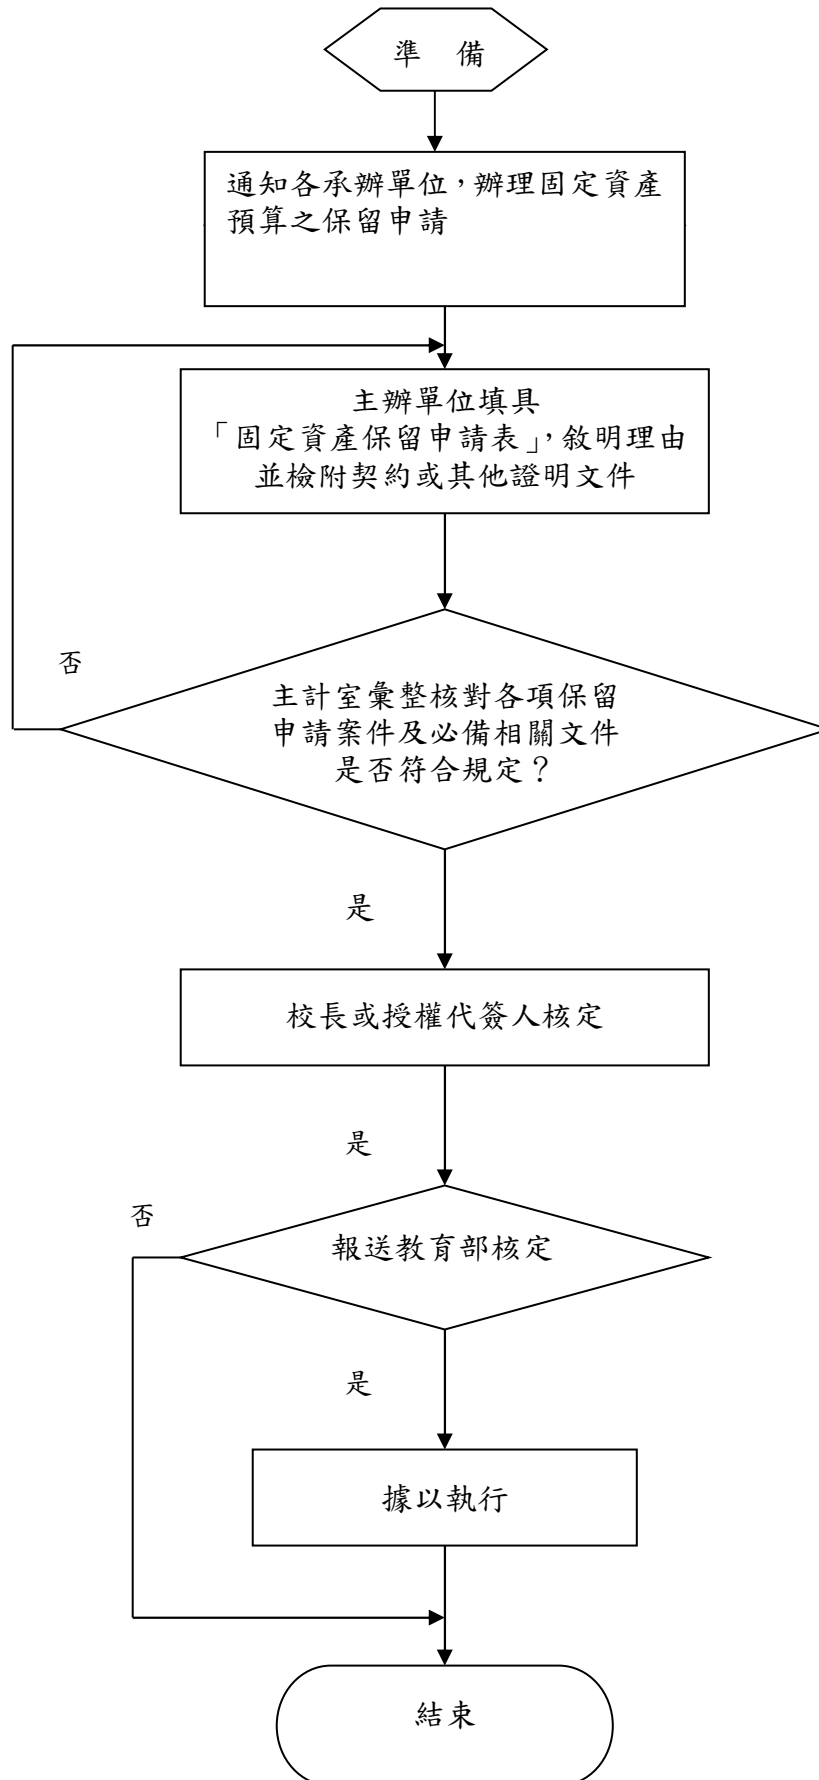 準　備
通知各承辦單位，辦理固定資產
預算之保留申請
主辦單位填具
「固定資產保留申請表」，敘明理由
並檢附契約或其他證明文件
否
主計室彙整核對各項保留
申請案件及必備相關文件
是否符合規定？
是
校長或授權代簽人核定
是
否
報送教育部核定
是
據以執行
結束